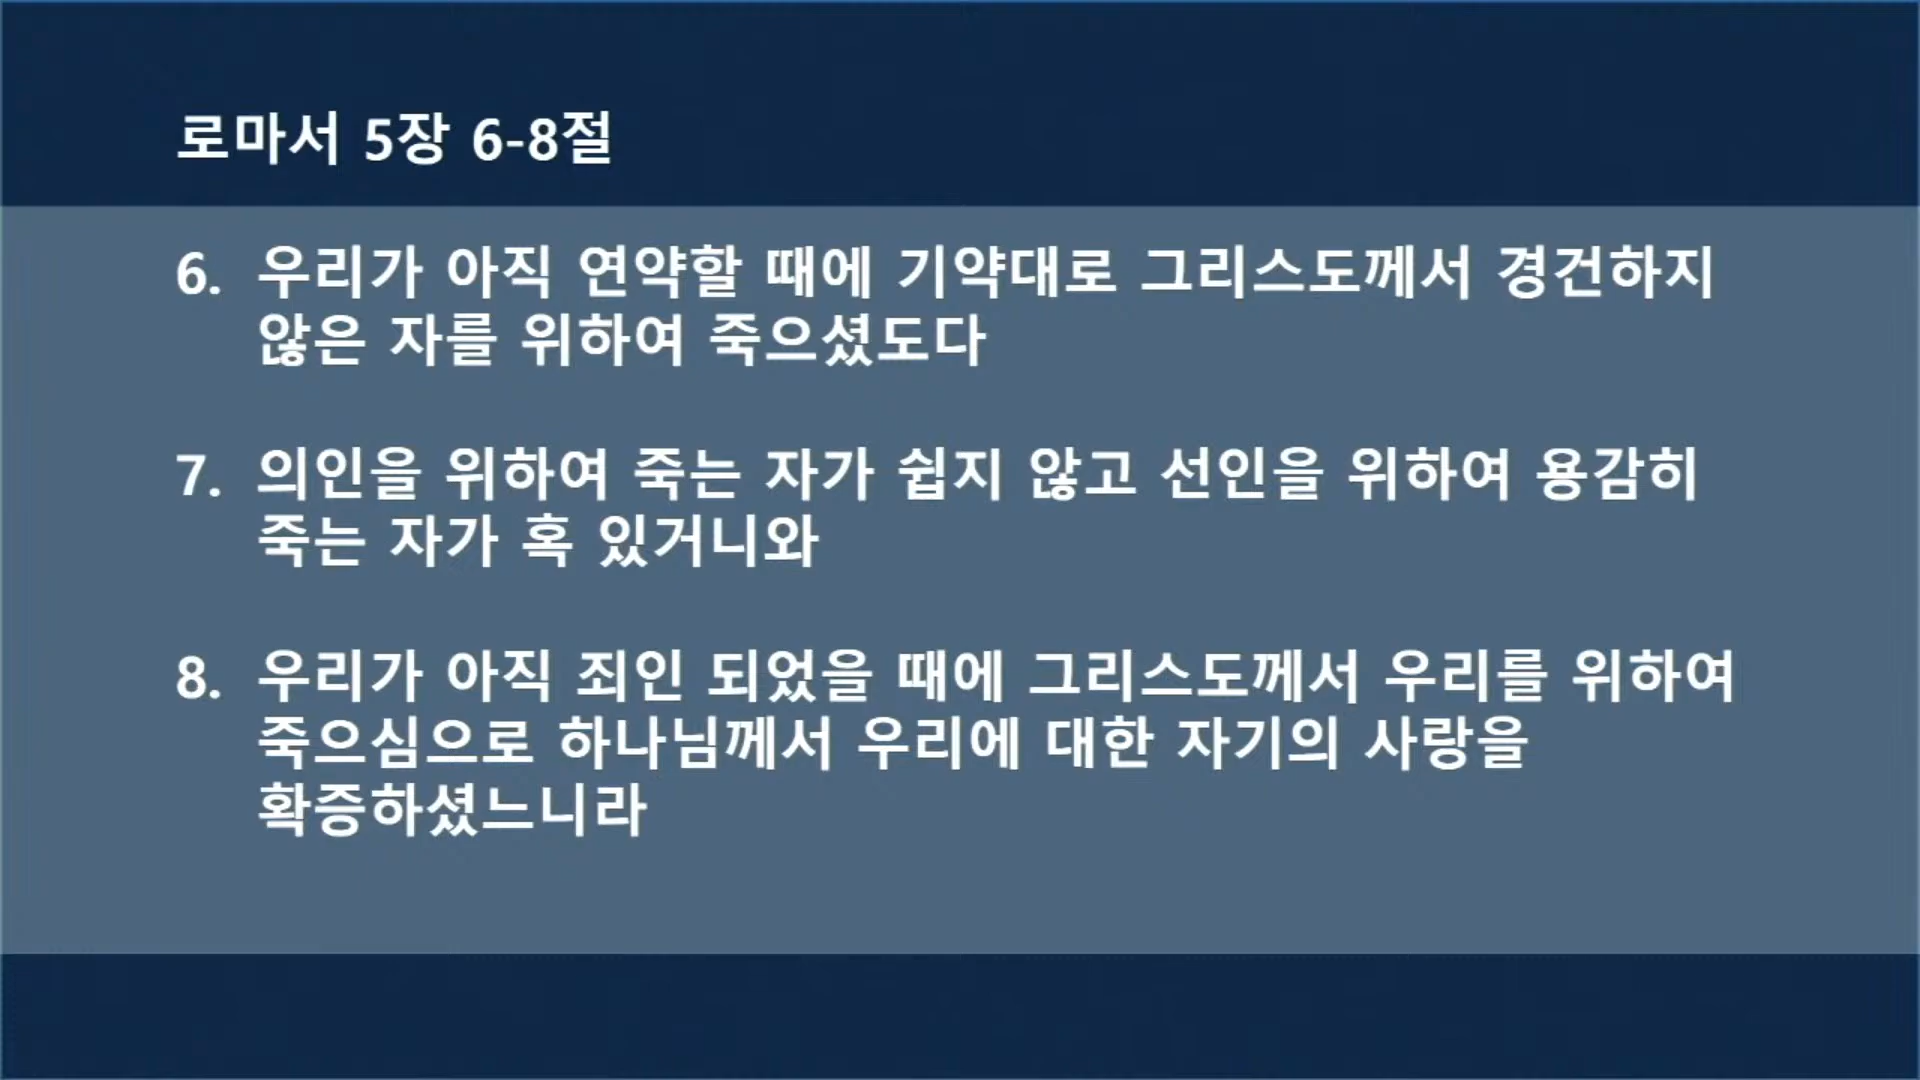 로마서 5장 6-8절
6. 우리가 아직 연약할 때에 기약대로 그리스도께서 경건하지
않은 자를 위하여 죽으셨도다
7. 의인을 위하여 죽는 자가 쉽지 않고 선인을 위하여 용감히
죽는 자가 혹 있거니와
8. 우리가 아직 죄인 되었을 때에 그리스도께서 우리를 위하여
죽으심으로 하나님께서 우리에 대한 자기의 사랑을
확증하셨느니라